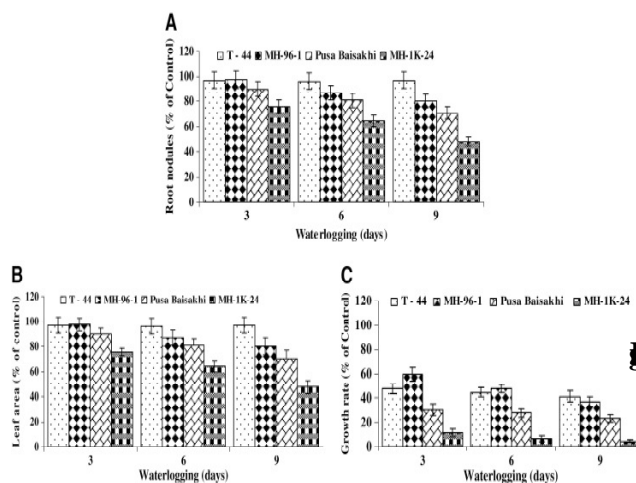 A
T - 44 MH-96-1 Pusa Baisakhi MH-1K-24
Root nodules (% of Control)
120
100
80
60
40
20
0
3 6 9
Waterlogging (days)
B
T - 44 MH-96-1 Pusa Baisakhi MH-1K-24
Leaf area (% of control)
120
100
80
60
40
20
0
3 6 9
Waterlogging (days)
C
T - 44 MH-96-1 Pusa Baisakhi MH-1K-24
Growth rate (% of Control)
120
100
80
60
40
20
0
3 6 9
Waterlogging (days)